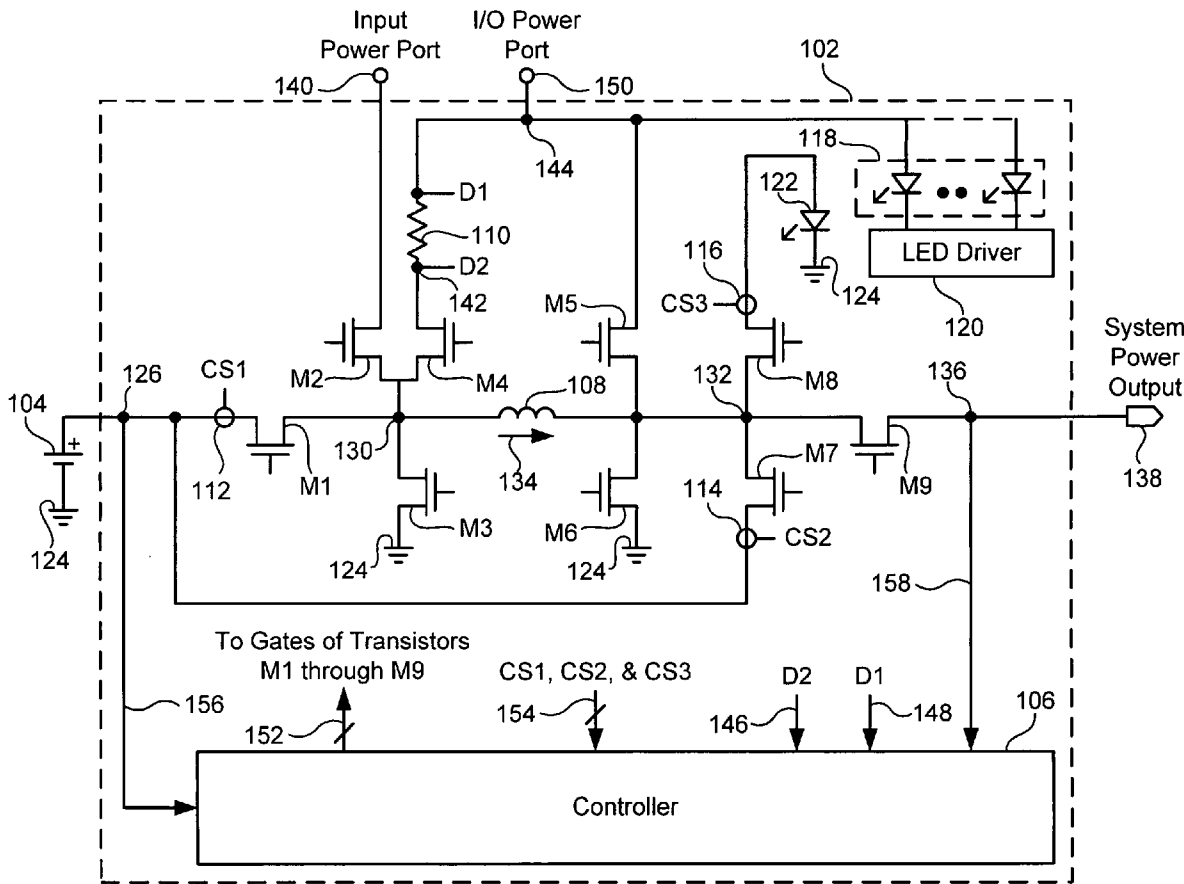 Input
Power Port
I/O Power
Port
102
140
150
144
118
D1
122
110
D2
142
116
LED Driver
CS3
124
120
M5
System
Power
Output
CS1
M2
M4
M8
126
108
132
136
104
+
130
M7
112
M1
134
114
M9
138
M3
M6
CS2
124
124
124
158
To Gates of Transistors
M1 through M9
CS1, CS2, & CS3
D2
D1
156
152
154
146
148
106
Controller